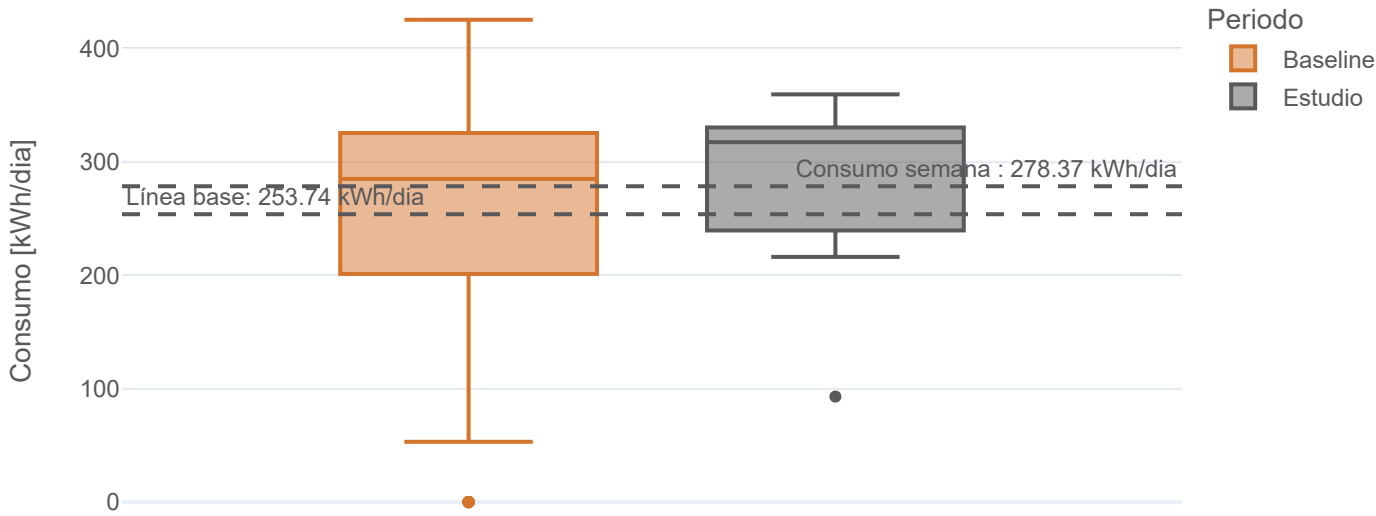 Consumo [kWh/dia]
400
300
200
100
0
Línea base: 253.74 kWh/dia
Consumo semana : 278.37 kWh/dia
Periodo
Baseline
Estudio